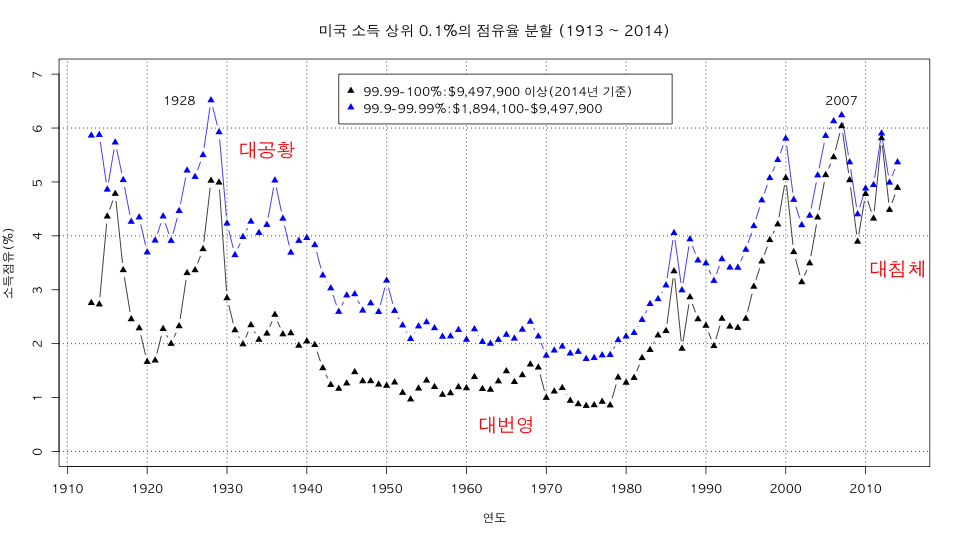 미국 소득 상위 0.1%의 점유율 분할 (1913 ~ 2014)
99.99-100%:$9,497,900 이상(2014년 기준)
99.9-99.99%:$1,894,100-$9,497,900
1928
2007
대공황
대침체
대번영
소득점유(%)
7
6
5
4
3
2
1
0
1910 1920 1930 1940 1950 1960 1970 1980 1990 2000 2010
연도